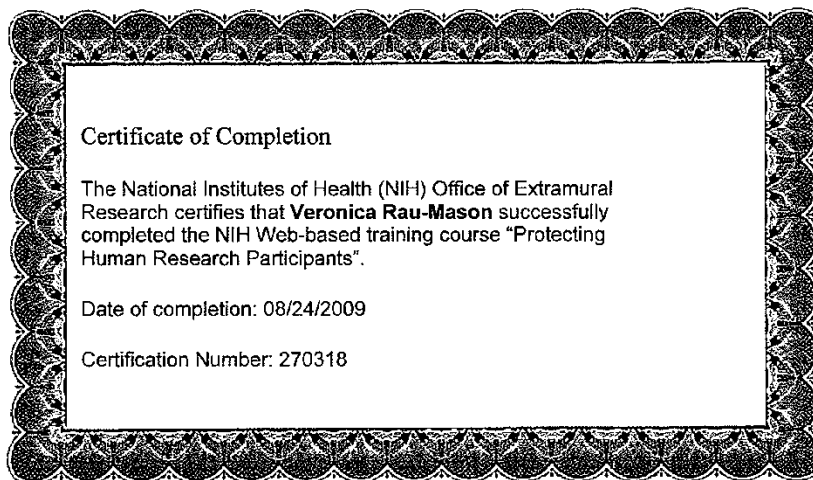 Certificate of Completion
The National Institutes of Health (NIH) Office of Extramural
Research certifies that Veronica Rau-Mason successfully
completed the NIH Web-based training course “Protecting
Human Research Participants”.
Date of completion: 08/24/2009
Certification Number: 270318